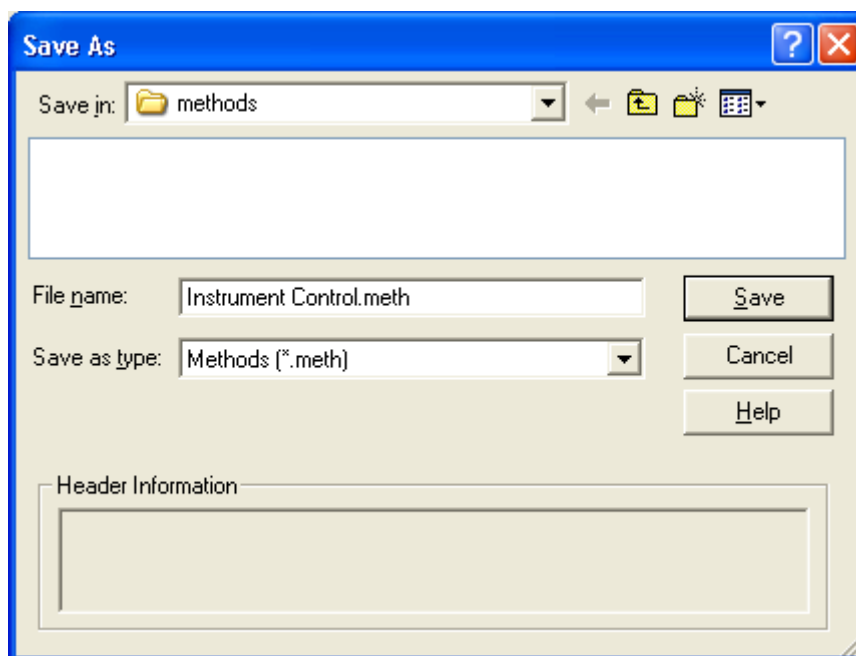 Save As
Save in: methods
File name: Instrument Control.meth Save
Save as type: Methods (*.meth) Cancel
Help
Header Information